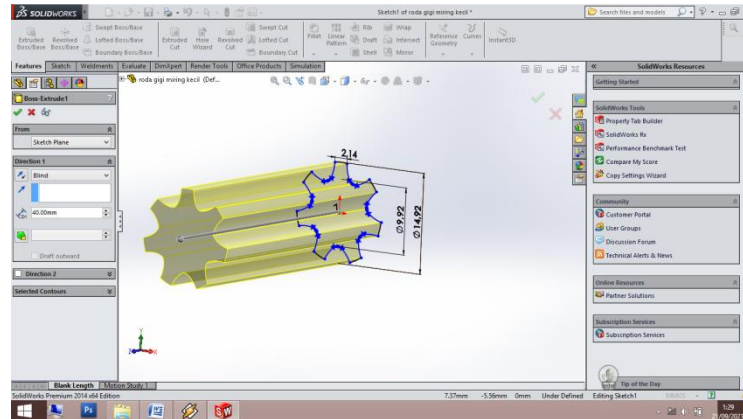 SOLIDWORKS
Sketch1 of roda gigi miring kecil *
Search files and models
Extruded Boss/Base
Revolved Boss/Base
Swept Boss/Base
Lofted Boss/Base
Boundary Boss/Base
Extruded Cut
Hole Wizard
Revolved Cut
Swept Cut
Lofted Cut
Boundary Cut
Fillet
Linear Pattern
Rib
Draft
Shell
Wrap
Intersect
Mirror
Reference Geometry
Curves
Instant3D
Features Sketch Weldments Evaluate DimXpert Render Tools Office Products Simulation
roda gigi miring kecil (Def...
Boss-Extrude1
From
Sketch Plane
Direction 1
Blind
40.00mm
Draft outward
Direction 2
Selected Contours
2,14
Ø9,92
Ø14,92
SolidWorks Resources
Getting Started
SolidWorks Tools
Property Tab Builder
SolidWorks Rx
Performance Benchmark Test
Compare My Score
Copy Settings Wizard
Community
Customer Portal
User Groups
Discussion Forum
Technical Alerts & News
Online Resources
Partner Solutions
Subscription Services
Subscription Services
Tip of the Day
Blank Length Motion Study 1
SolidWorks Premium 2014 x64 Edition
7.37mm -5.56mm 0mm Under Defined Editing Sketch1
1:29
21/09/2021